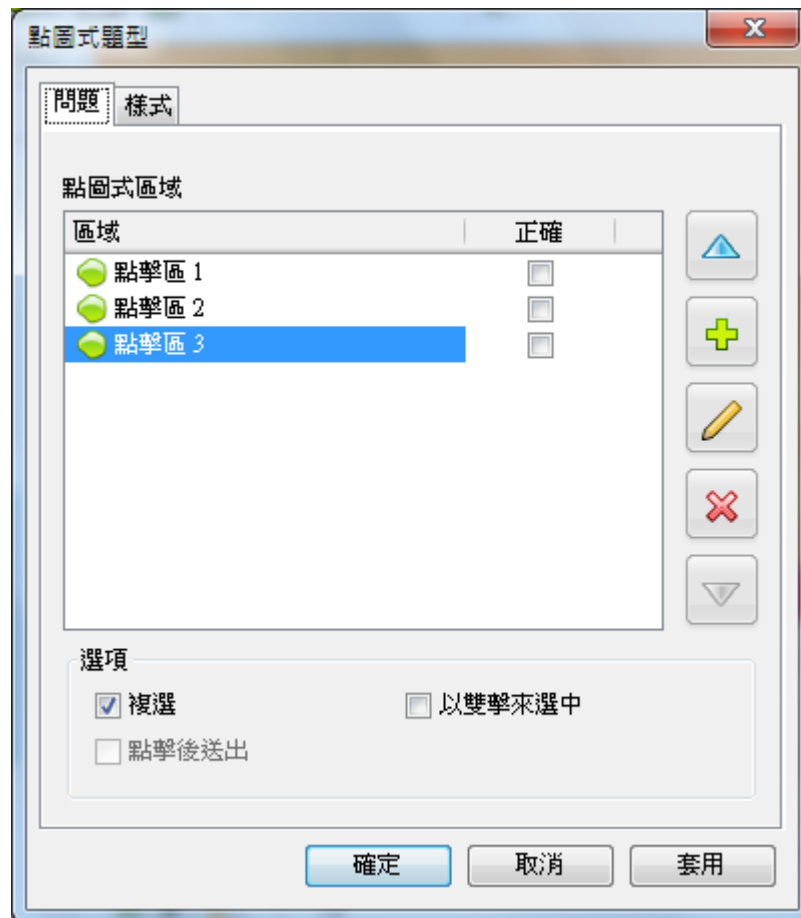 點圖式題型
問題 樣式
點圖式區域
區域 正確
點擊區 1
點擊區 2
點擊區 3
選項
複選 以雙擊來選中
點擊後送出
確定 取消 套用